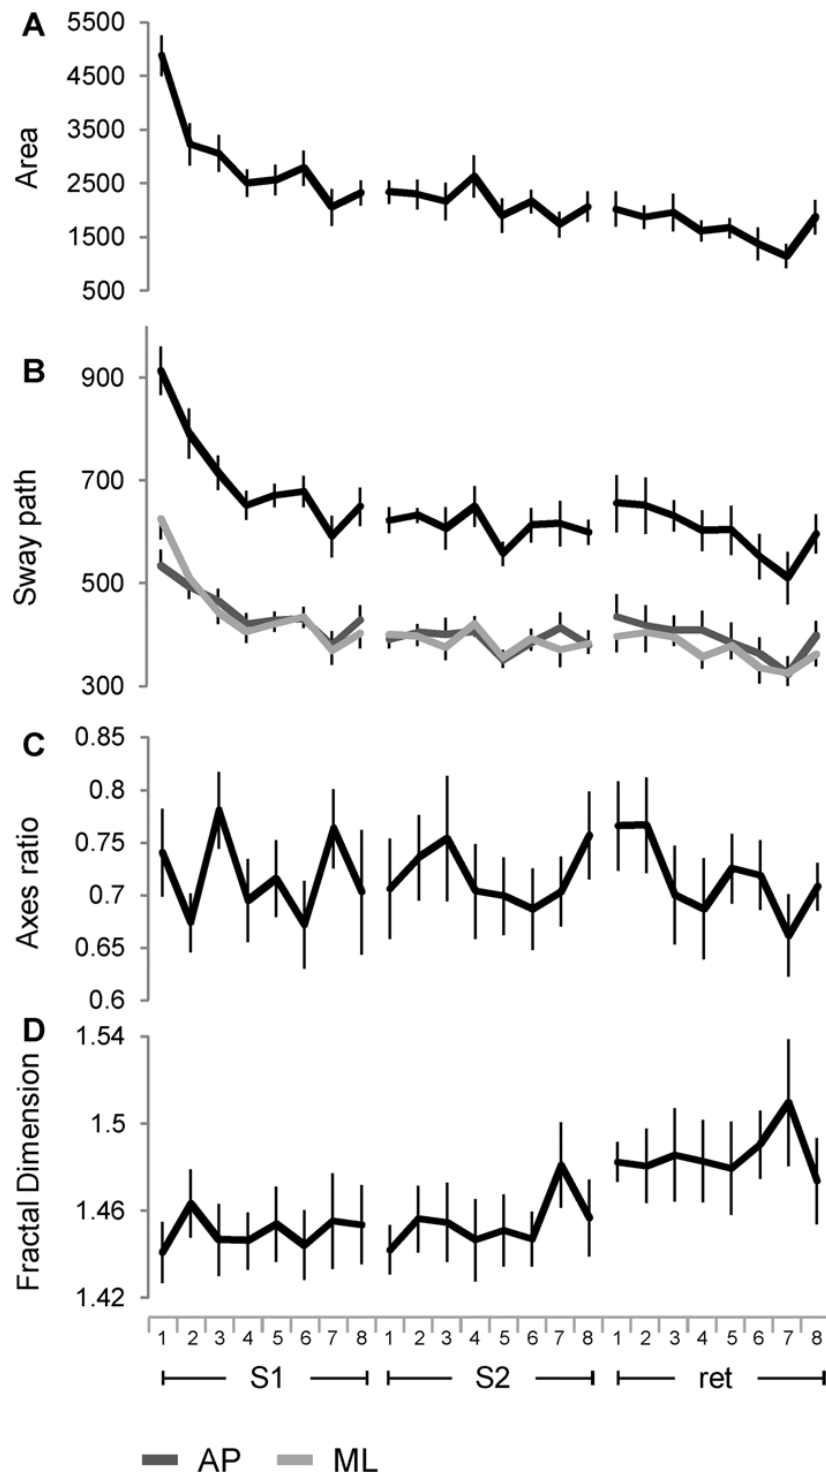 A
Area
5500
4500
3500
2500
1500
500
B
Sway path
900
700
500
300
C
Axes ratio
0.85
0.8
0.75
0.7
0.65
0.6
D
Fractal Dimension
1.54
1.5
1.46
1.42
1 2 3 4 5 6 7 8 1 2 3 4 5 6 7 8 1 2 3 4 5 6 7 8
S1 S2 ret
AP ML